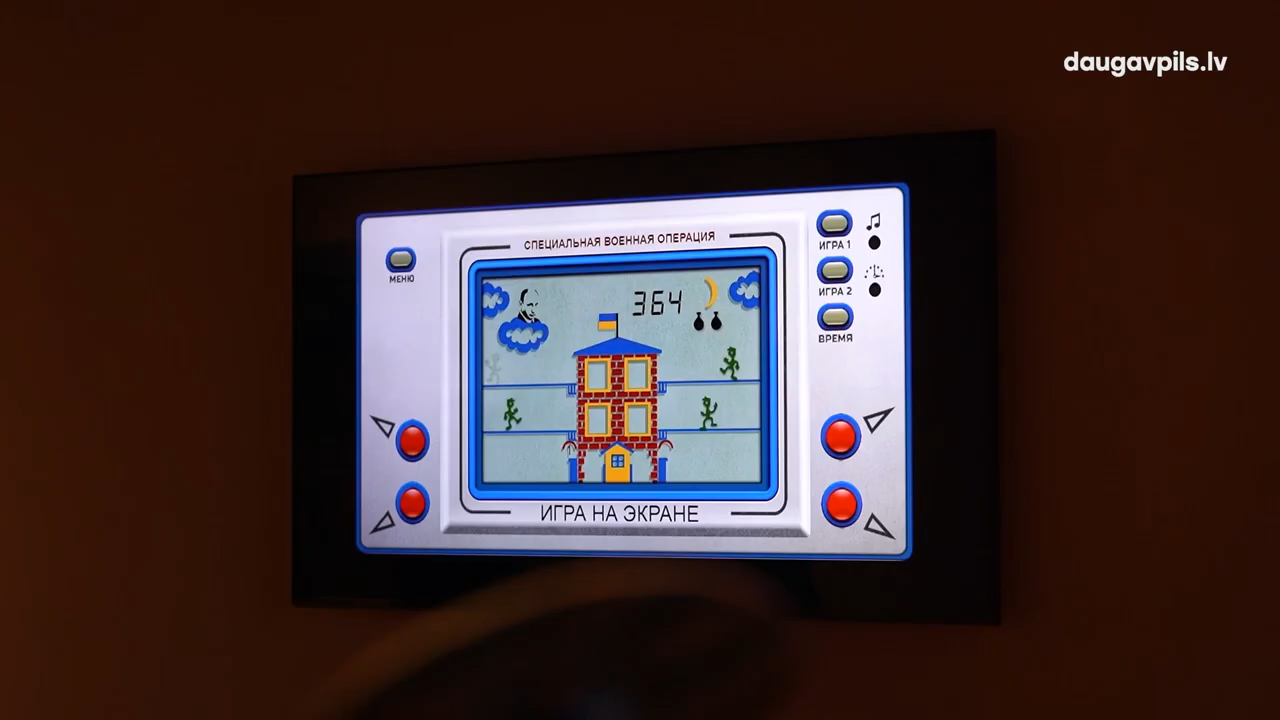 daugavpils.lv
СПЕЦИАЛЬНАЯ ВОЕННАЯ ОПЕРАЦИЯ
МЕНЮ
364
ИГРА 1
ИГРА 2
ВРЕМЯ
ИГРА НА ЭКРАНЕ